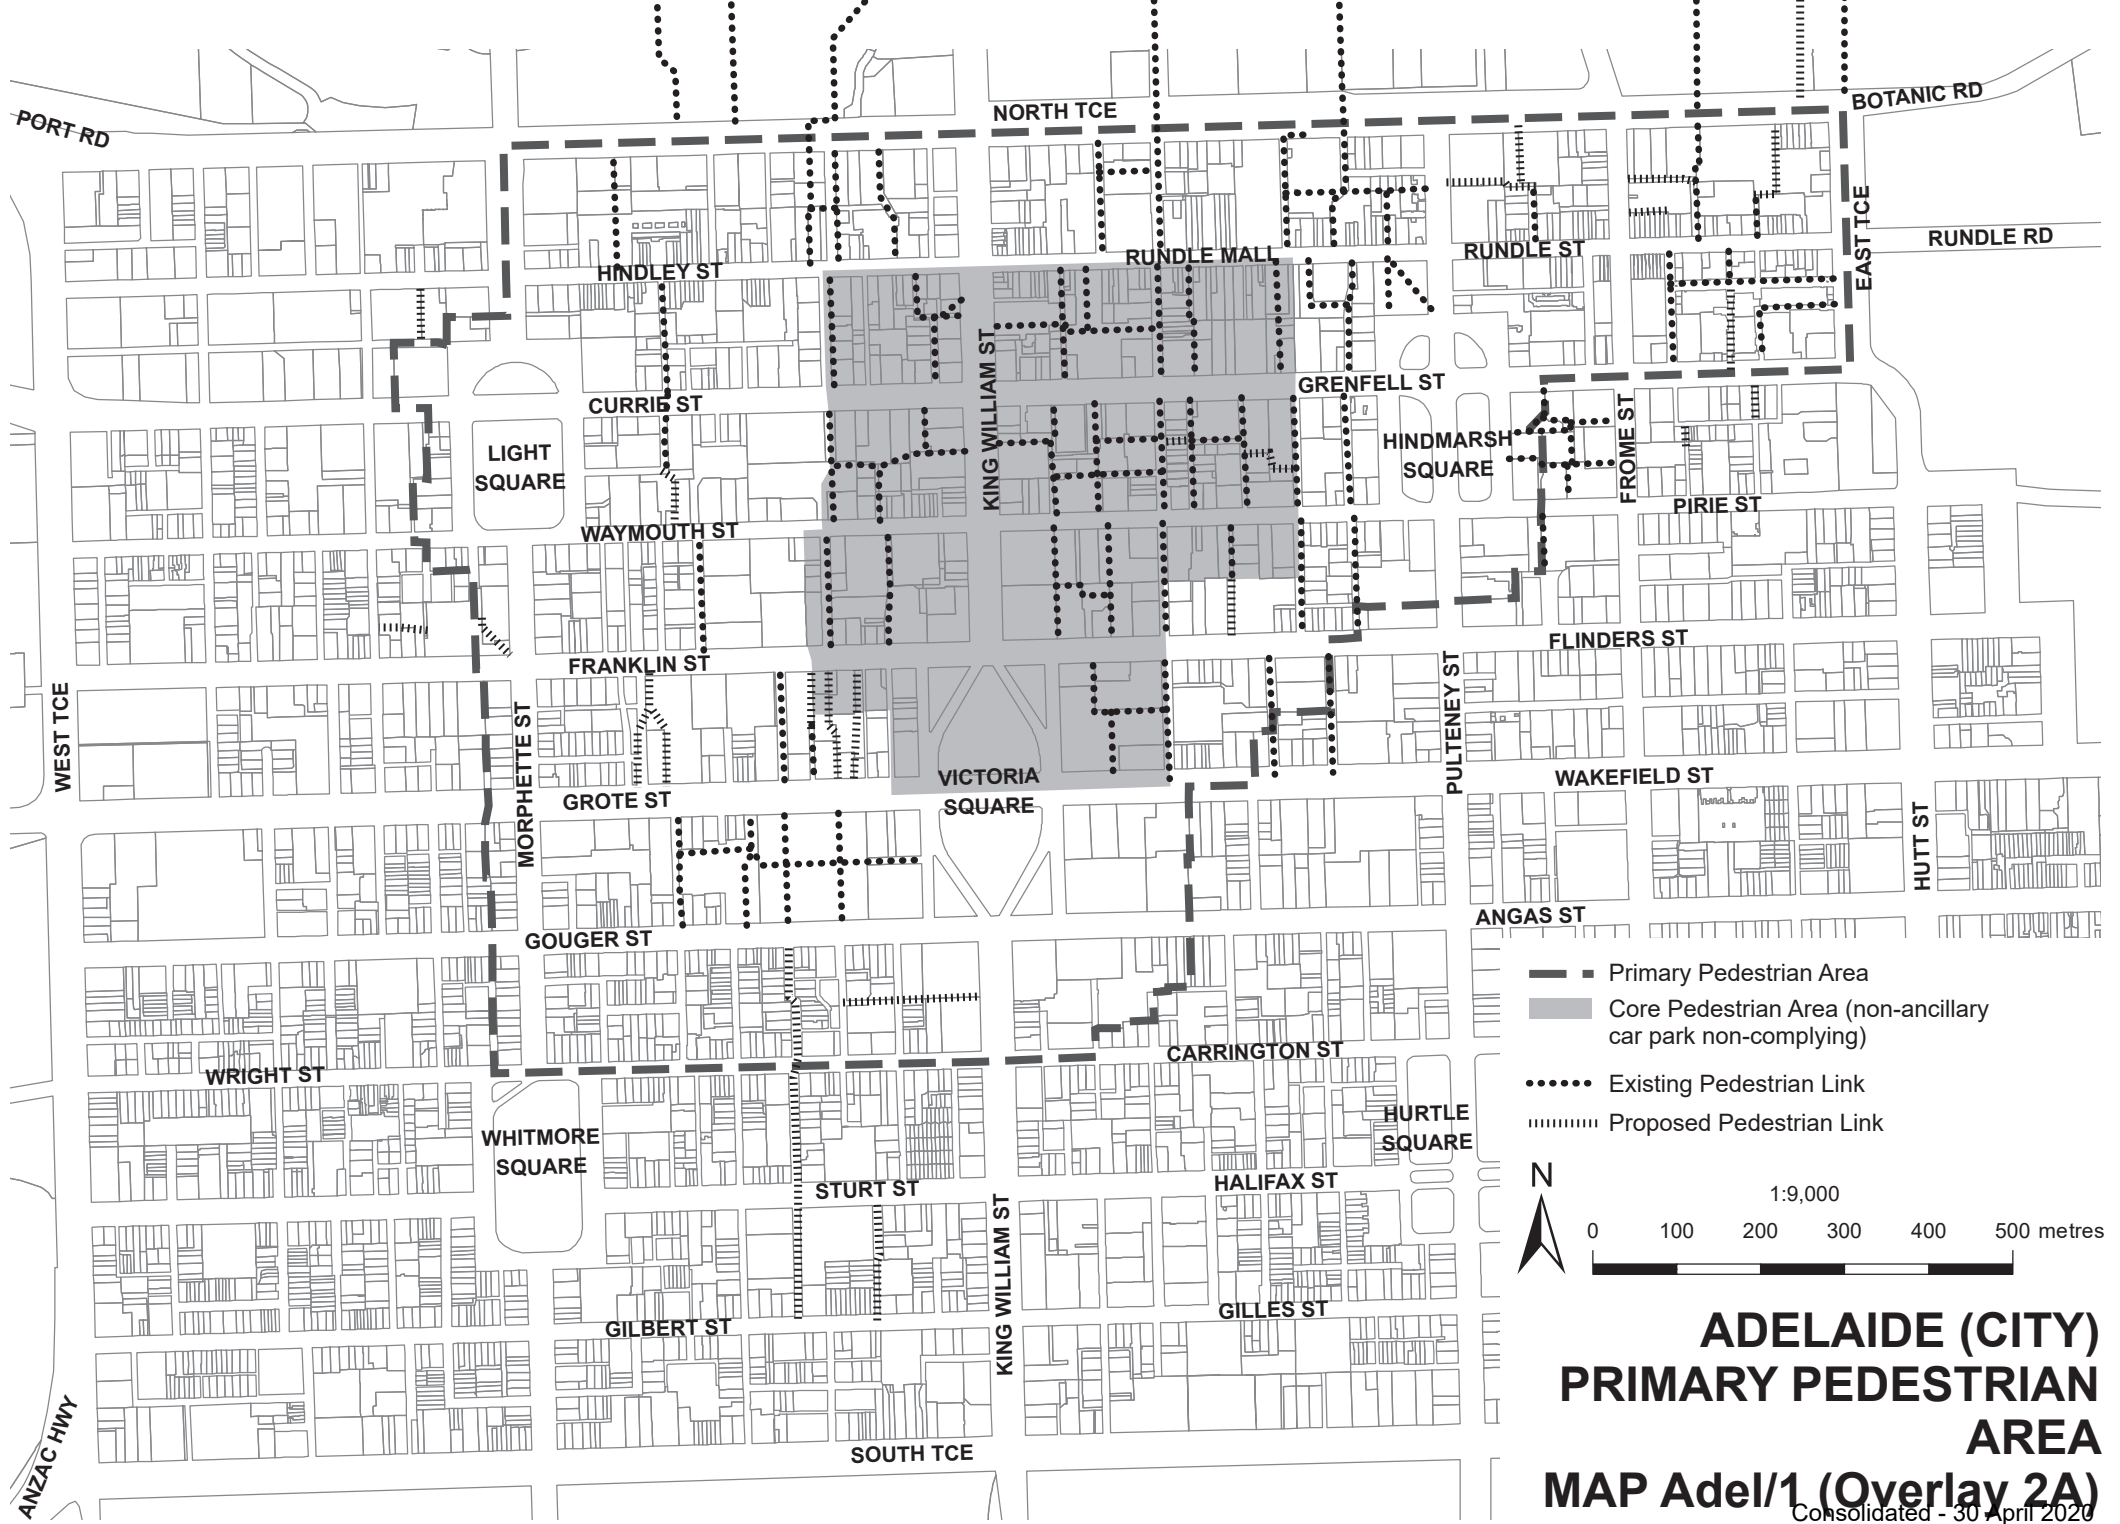 NORTH TCE
BOTANIC RD
PORT RD
EAST TCE
RUNDLE RD
HINDLEY ST
RUNDLE MALL
RUNDLE ST
KING WILLIAM ST
CURRIE ST
GRENFELL ST
LIGHT
SQUARE
HINDMARSH
SQUARE
FROME ST
PIRIE ST
WAYMOUTH ST
FRANKLIN ST
FLINDERS ST
WEST TCE
MORPHETTE ST
PULTENEY ST
VICTORIA
SQUARE
WAKEFIELD ST
GROTE ST
HUTT ST
GOUGER ST
ANGAS ST
WRIGHT ST
CARRINGTON ST
WHITMORE
SQUARE
HURTLE
SQUARE
STURT ST
HALIFAX ST
KING WILLIAM ST
GILBERT ST
GILLES ST
ANZAC HWY
SOUTH TCE
Primary Pedestrian Area
Core Pedestrian Area (non-ancillary
car park non-complying)
Existing Pedestrian Link
Proposed Pedestrian Link
N
1:9,000
0 100 200 300 400 500 metres
ADELAIDE (CITY)
PRIMARY PEDESTRIAN
AREA
MAP Adel/1 (Overlay 2A)
Consolidated - 30 April 2020